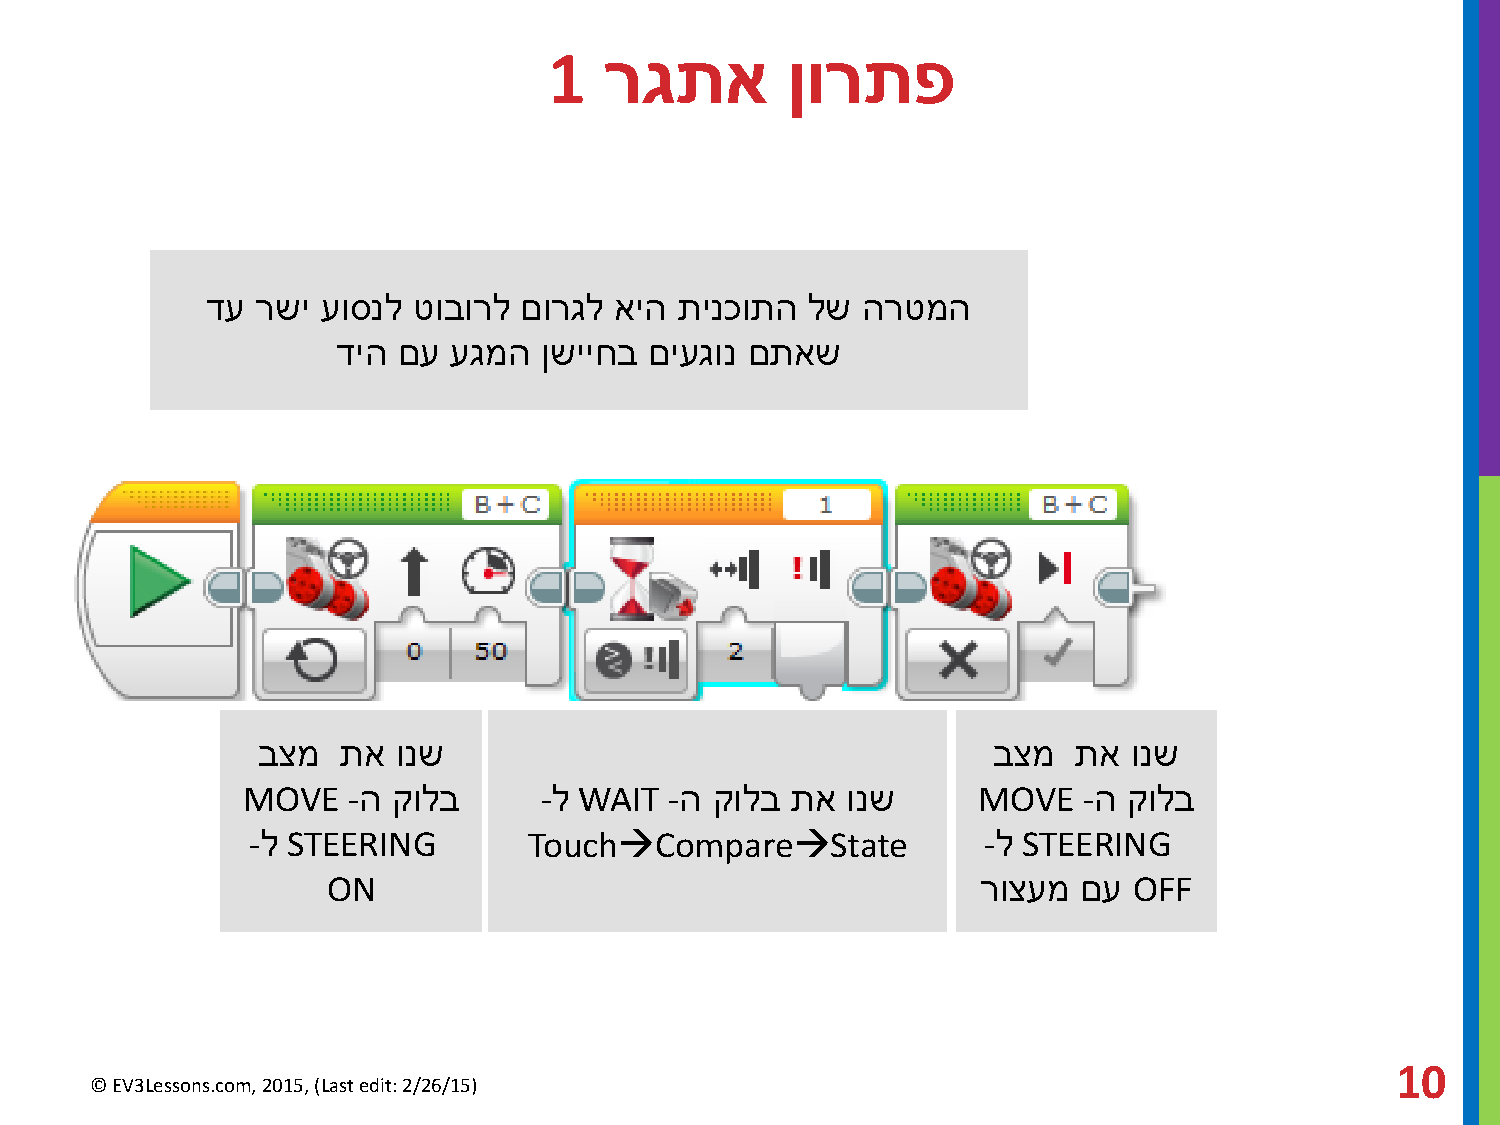 פתרון אתגר 1
המטרה של התוכנית היא לגרום לרובוט לנסוע ישר עד
שאתם נוגעים בחיישן המגע עם היד
B + C
1
B + C
0
50
2
שנו את מצב
בלוק ה- MOVE
STEERING ל-
ON
שנו את בלוק ה- WAIT ל-
Touch→Compare→State
שנו את מצב
בלוק ה- MOVE
STEERING ל-
OFF עם מעצור
© EV3Lessons.com, 2015, (Last edit: 2/26/15)
10